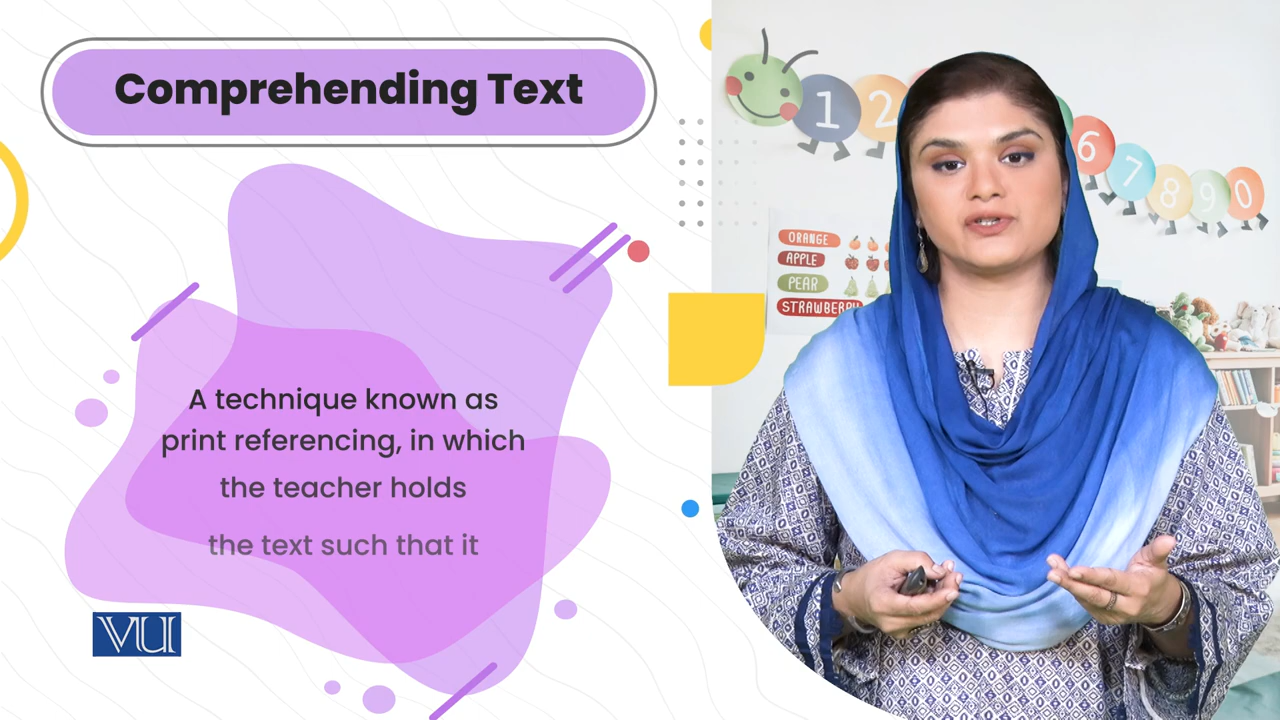 Comprehending Text
A technique known as
print referencing, in which
the teacher holds
the text such that it
VU
1 2
6 7 8 9 0
ORANGE
APPLE
PEAR
STRAWBERRY